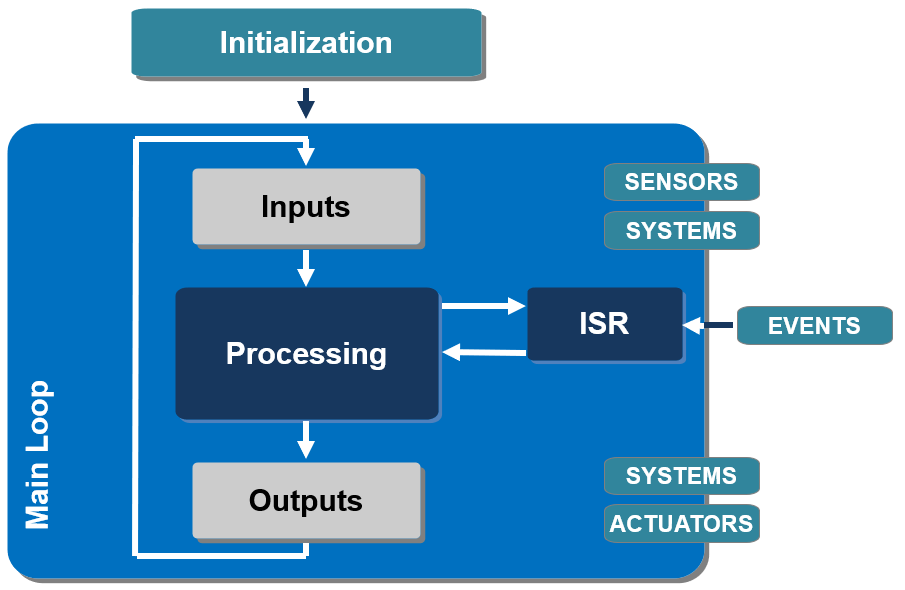 Initialization
Inputs
SENSORS
SYSTEMS
Processing
ISR
EVENTS
Main Loop
Outputs
SYSTEMS
ACTUATORS